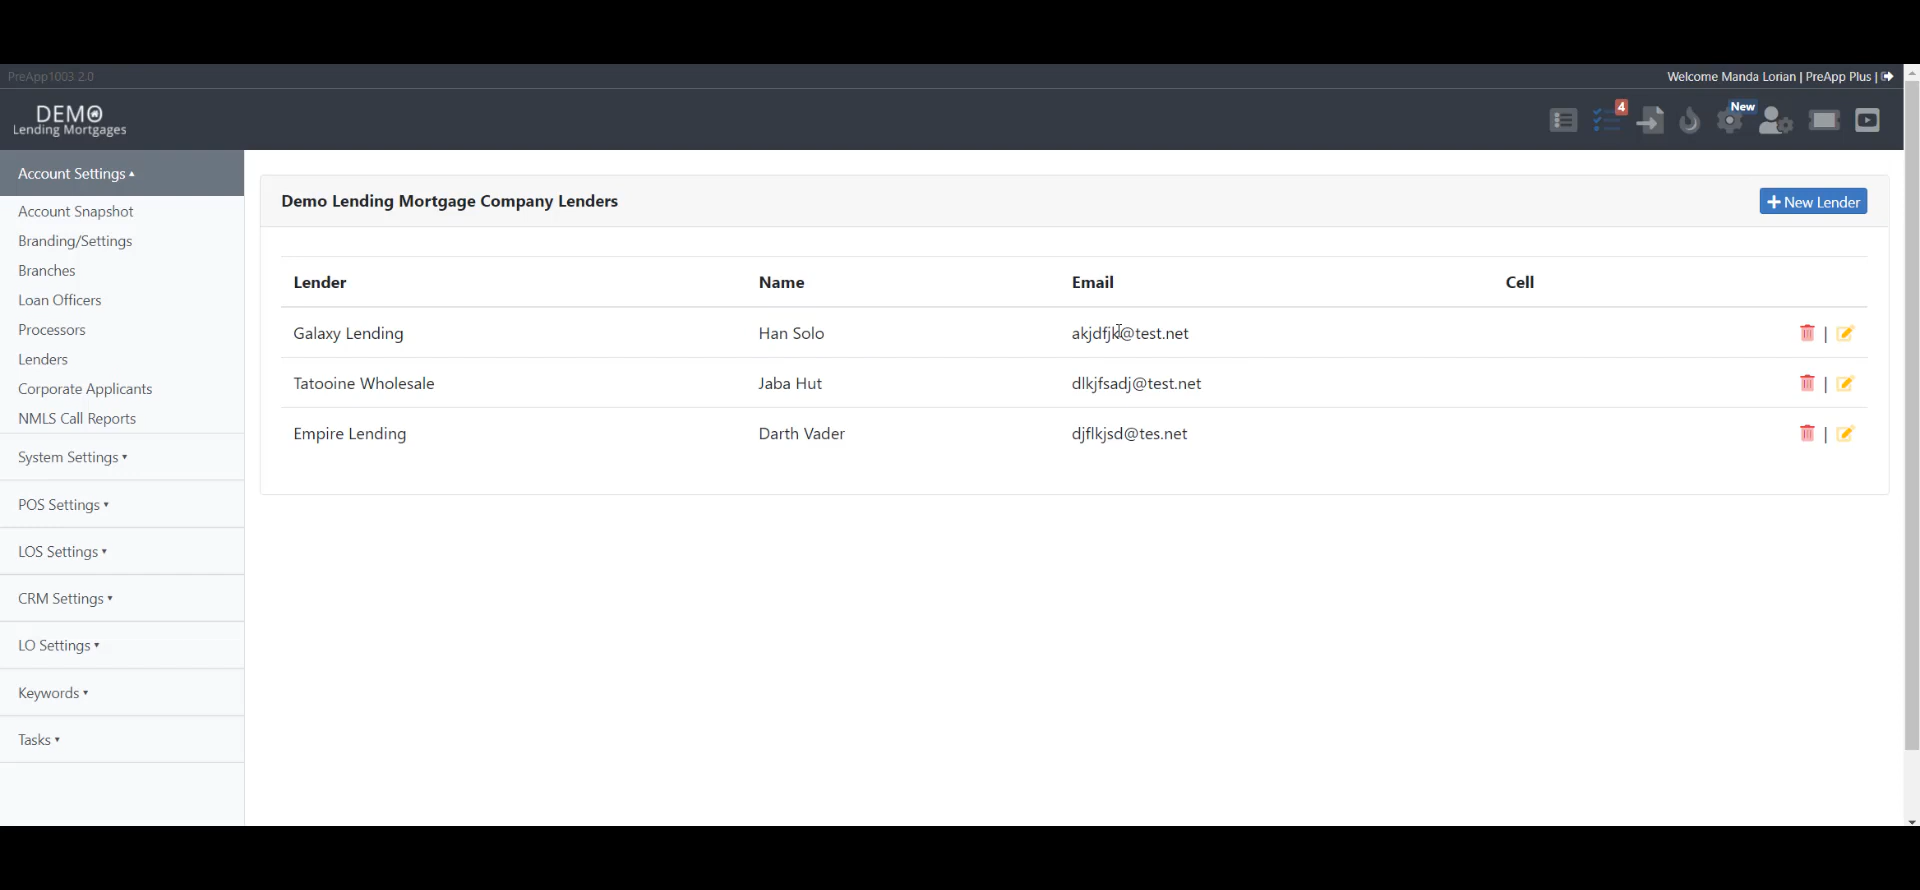 PreApp1003 2.0
Welcome Manda Lorian | PreApp Plus |
DEMO
Lending Mortgages
4
New
Account Settings
Account Snapshot
Branding/Settings
Branches
Loan Officers
Processors
Lenders
Corporate Applicants
NMLS Call Reports
System Settings
POS Settings
LOS Settings
CRM Settings
LO Settings
Keywords
Tasks
Demo Lending Mortgage Company Lenders
+ New Lender
Lender Name Email Cell
Galaxy Lending Han Solo akjdfjk@test.net |
Tatooine Wholesale Jaba Hut dlkjfsadj@test.net |
Empire Lending Darth Vader djflkjsd@tes.net |